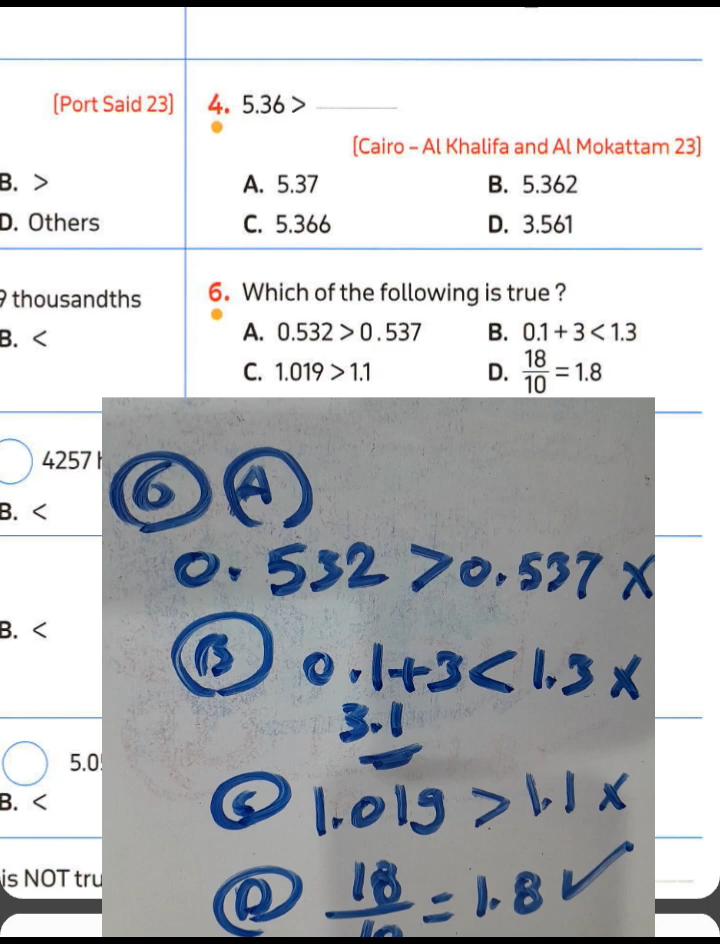 [Port Said 23]
B. >
D. Others
4. 5.36 >
[Cairo - Al Khalifa and Al Mokattam 23]
A. 5.37 B. 5.362
C. 5.366 D. 3.561
9 thousandths
B. <
6. Which of the following is true ?
A. 0.532 > 0.537 B. 0.1 + 3 < 1.3
C. 1.019 > 1.1 D. 18/10 = 1.8
4257
B. <
B. <
5.0
B. <
is NOT tru
6 A
0.532 > 0.537 X
B 0.1+3 < 1.3 X
3.1
C 1.019 > 1.1 X
D 18/10 = 1.8 ✓